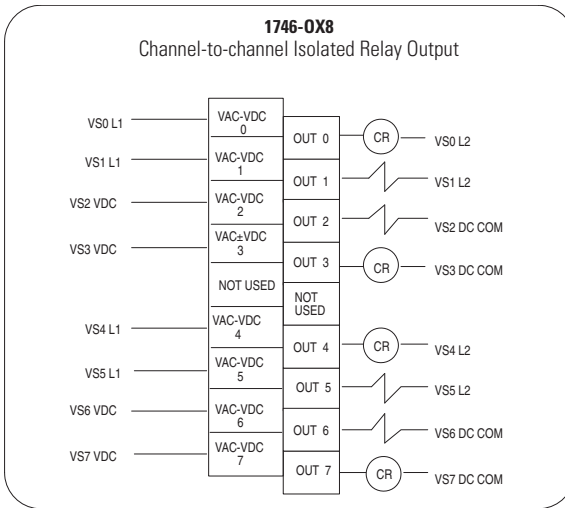 1746-OX8
Channel-to-channel Isolated Relay Output
VS0 L1
VAC-VDC
0
OUT 0
CR
VS0 L2
VS1 L1
VAC-VDC
1
OUT 1
VS1 L2
VS2 VDC
VAC-VDC
2
OUT 2
VS2 DC COM
VS3 VDC
VAC±VDC
3
OUT 3
CR
VS3 DC COM
NOT USED
NOT
USED
VS4 L1
VAC-VDC
4
OUT 4
CR
VS4 L2
VS5 L1
VAC-VDC
5
OUT 5
VS5 L2
VS6 VDC
VAC-VDC
6
OUT 6
VS6 DC COM
VS7 VDC
VAC-VDC
7
OUT 7
CR
VS7 DC COM